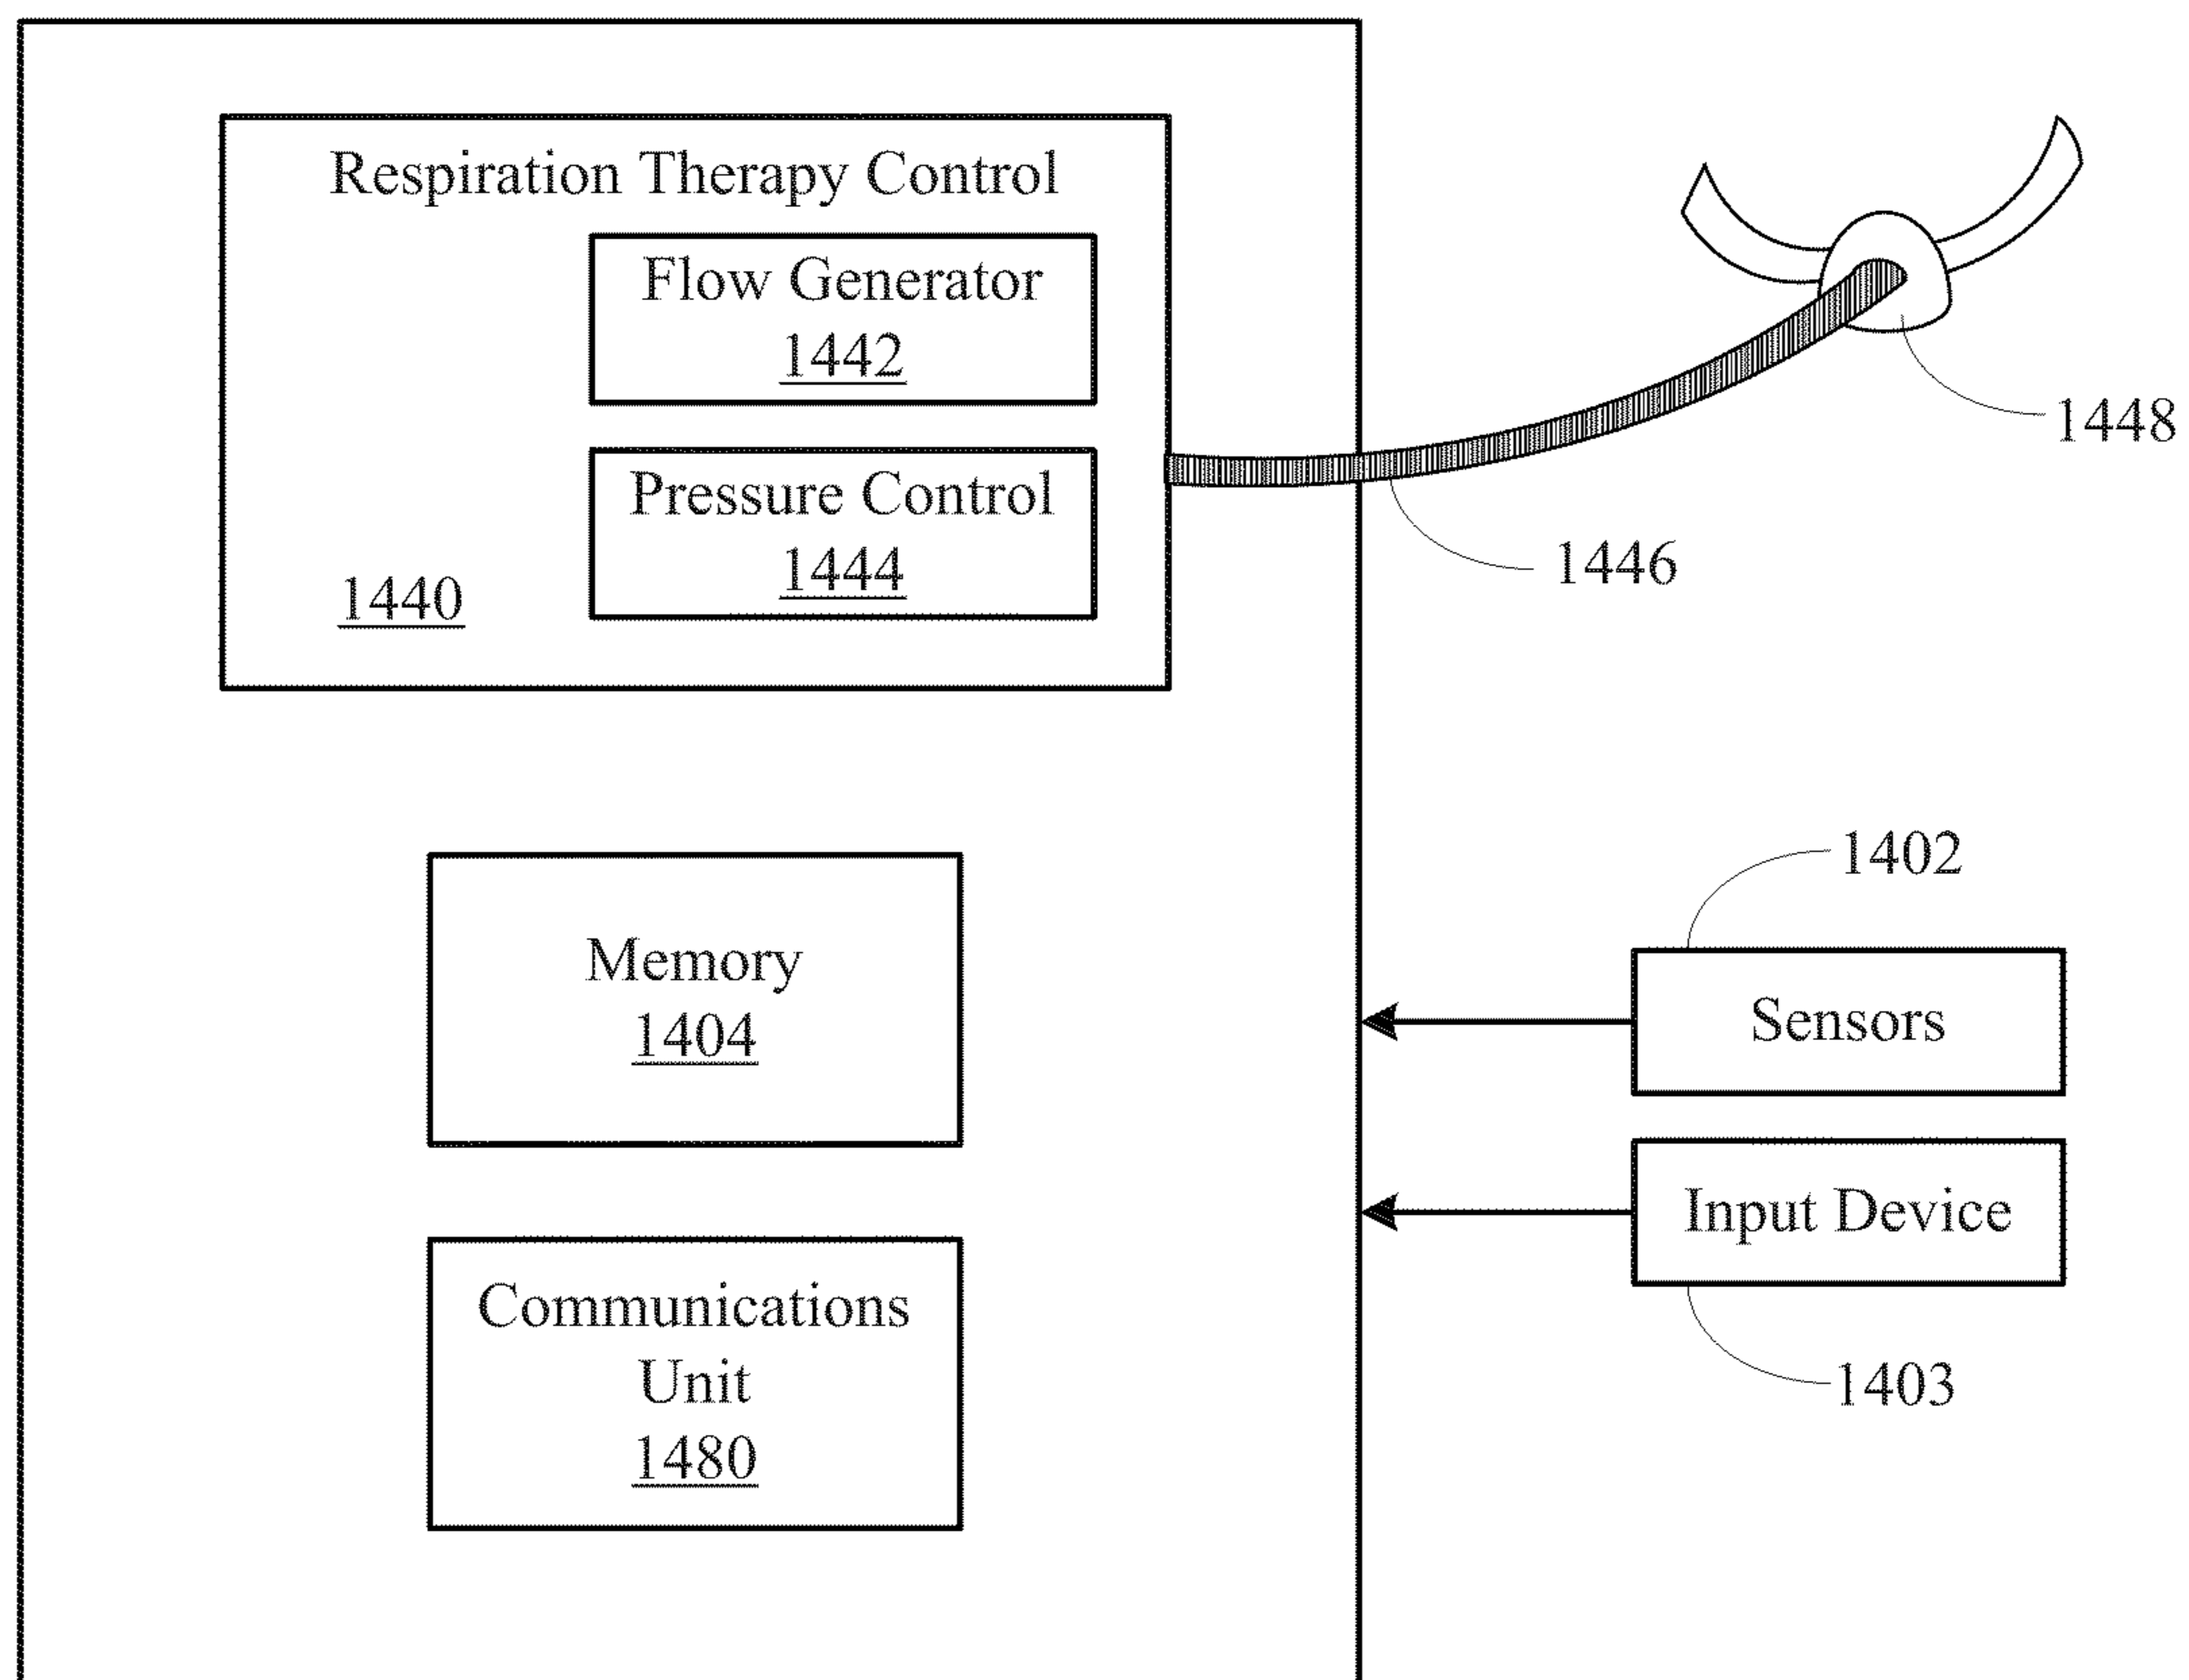 Respiration Therapy Control
Flow Generator
1442
Pressure Control
1444
1440
1448
1446
Memory
1404
Communications
Unit
1480
1402
Sensors
Input Device
1403